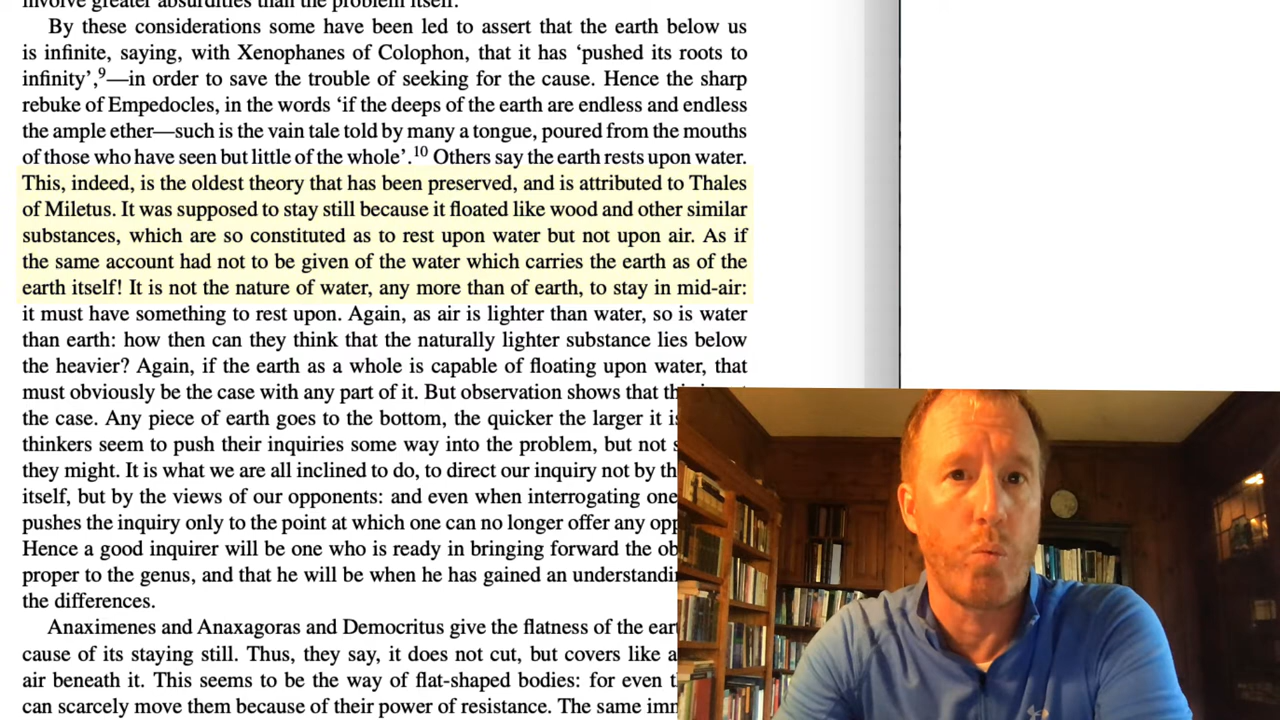 involve greater absurdities than the problem itself.
By these considerations some have been led to assert that the earth below us
is infinite, saying, with Xenophanes of Colophon, that it has ‘pushed its roots to
infinity’,⁹—in order to save the trouble of seeking for the cause. Hence the sharp
rebuke of Empedocles, in the words ‘if the deeps of the earth are endless and endless
the ample ether—such is the vain tale told by many a tongue, poured from the mouths
of those who have seen but little of the whole’.¹⁰ Others say the earth rests upon water.
This, indeed, is the oldest theory that has been preserved, and is attributed to Thales
of Miletus. It was supposed to stay still because it floated like wood and other similar
substances, which are so constituted as to rest upon water but not upon air. As if
the same account had not to be given of the water which carries the earth as of the
earth itself! It is not the nature of water, any more than of earth, to stay in mid-air:
it must have something to rest upon. Again, as air is lighter than water, so is water
than earth: how then can they think that the naturally lighter substance lies below
the heavier? Again, if the earth as a whole is capable of floating upon water, that
must obviously be the case with any part of it. But observation shows that
the case. Any piece of earth goes to the bottom, the quicker the larger it
thinkers seem to push their inquiries some way into the problem, but not
they might. It is what we are all inclined to do, to direct our inquiry not by
itself, but by the views of our opponents: and even when interrogating one
pushes the inquiry only to the point at which one can no longer offer any
Hence a good inquirer will be one who is ready in bringing forward the
proper to the genus, and that he will be when he has gained an
the differences.
Anaximenes and Anaxagoras and Democritus give the flatness of the
cause of its staying still. Thus, they say, it does not cut, but covers like a
air beneath it. This seems to be the way of flat-shaped bodies: for even
can scarcely move them because of their power of resistance. The same